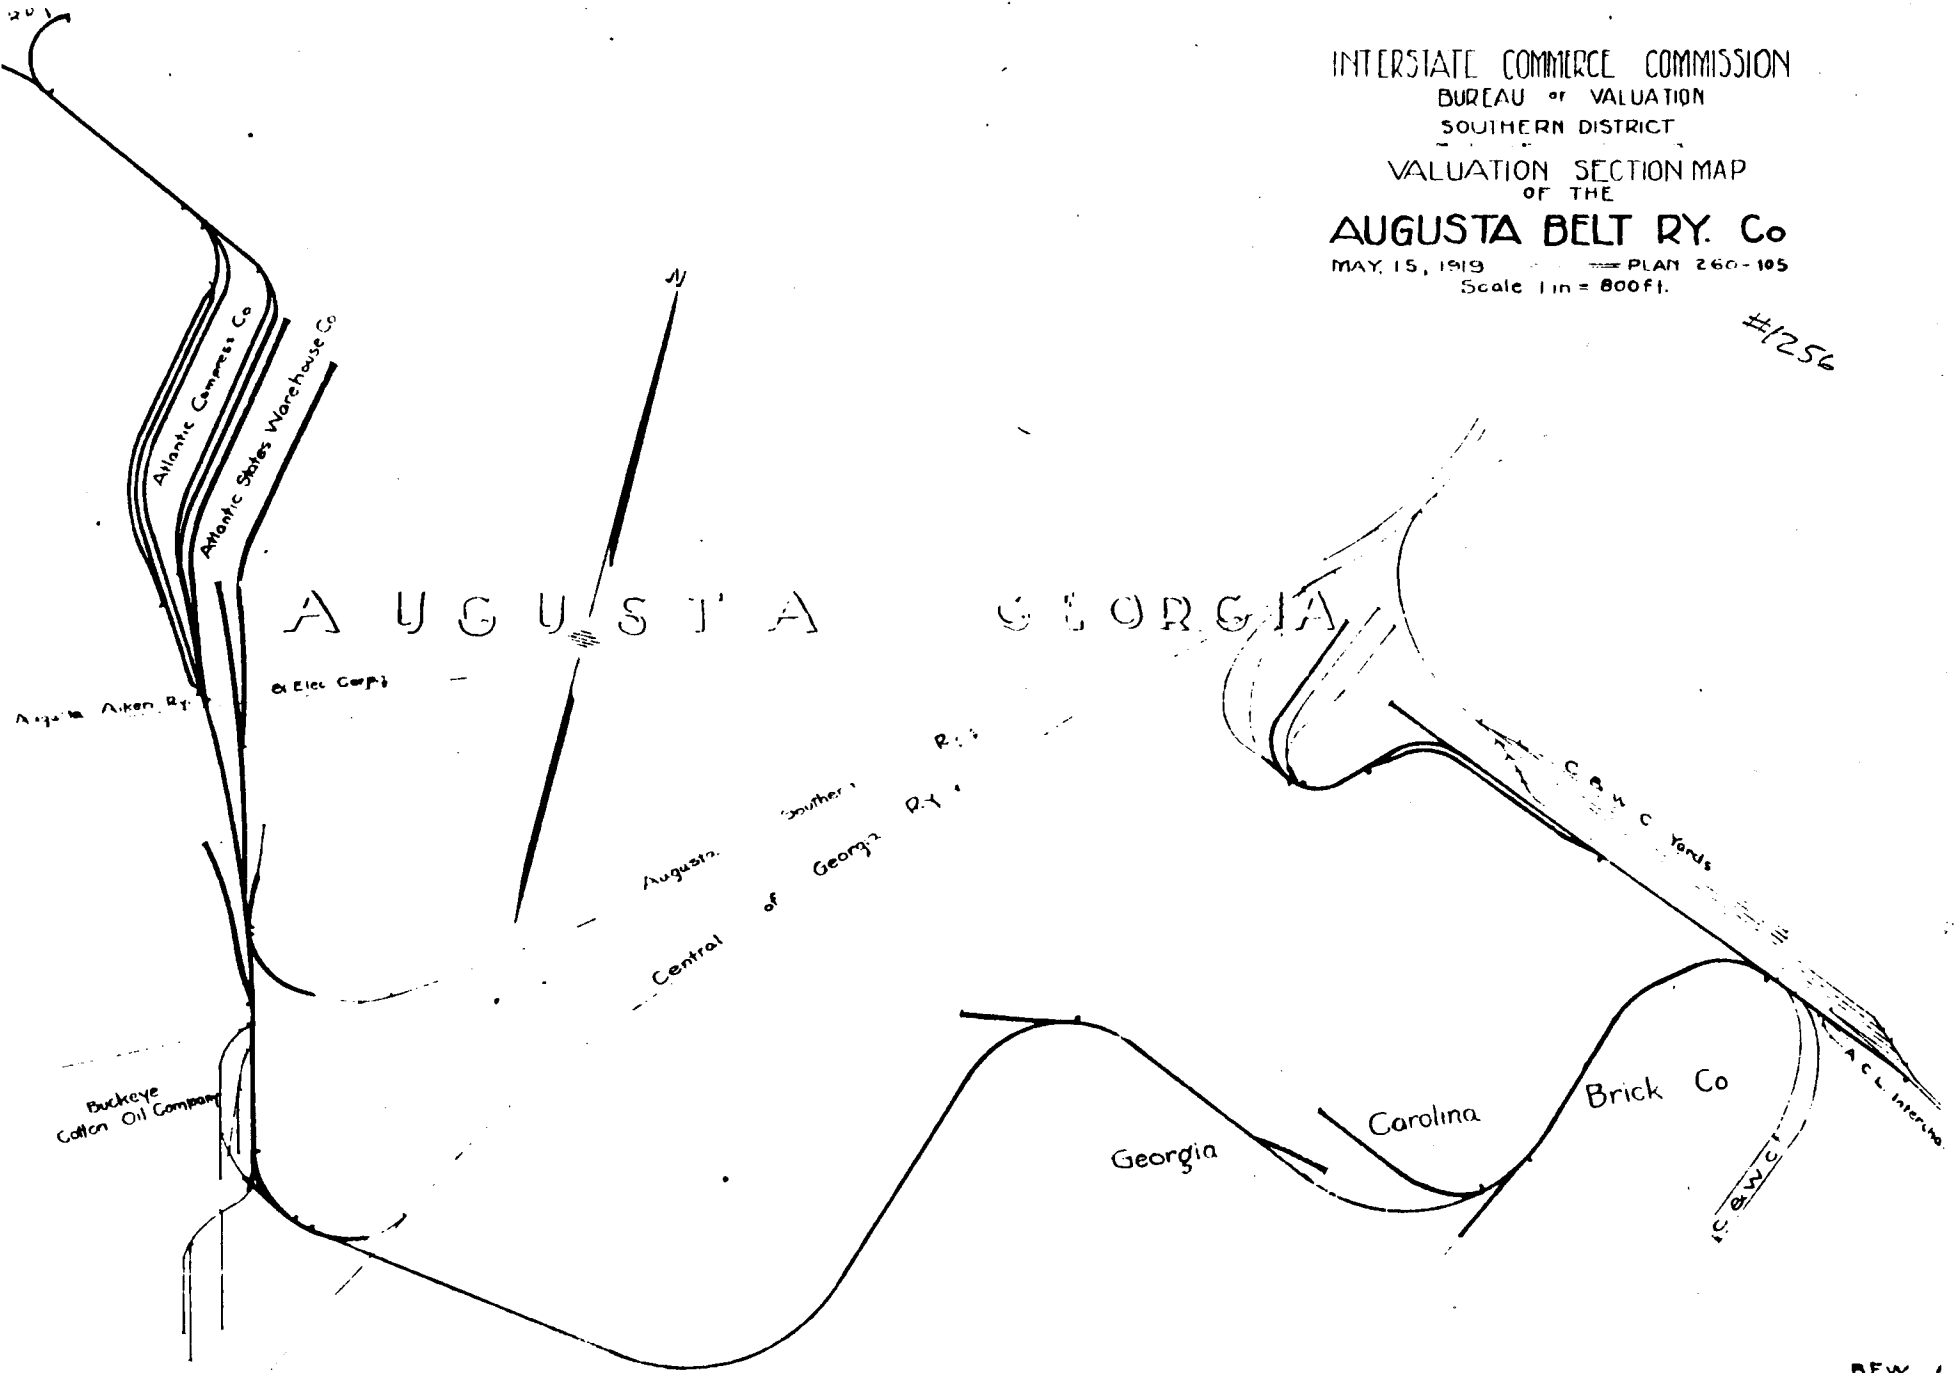 INTERSTATE COMMERCE COMMISSION
BUREAU OF VALUATION
SOUTHERN DISTRICT
VALUATION SECTION MAP
OF THE
AUGUSTA BELT RY. Co
MAY, 15, 1919 PLAN 260-105
Scale 1 in = 800 ft.
#1256
N
Atlantic Compress Co
Atlantic States Warehouse Co
AUGUSTA GEORGIA
Augusta Aiken Ry. & Elec Corp.
Augusta Southern R.
Central of Georgia RY
C & W C Yards
Buckeye
Cotton Oil Company
Georgia Carolina Brick Co
A C L Intercha
C & W C
BFW